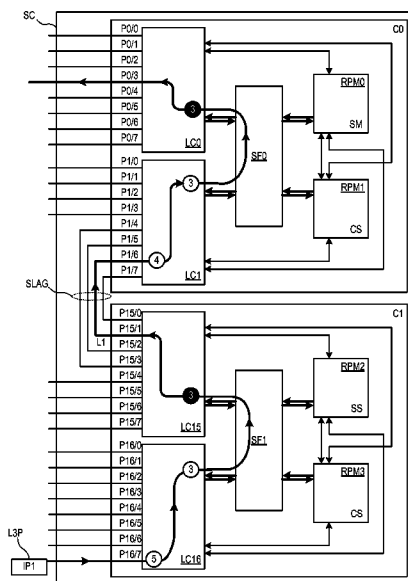 SC
C0
P0/0
P0/1
P0/2
P0/3
P0/4
P0/5
P0/6
P0/7
3
LC0
SF0
RPM0
SM
P1/0
P1/1
P1/2
P1/3
P1/4
P1/5
P1/6
P1/7
3
4
LC1
RPM1
CS
SLAG
L1
C1
P15/0
P15/1
P15/2
P15/3
P15/4
P15/5
P15/6
P15/7
3
LC15
SF1
RPM2
SS
P16/0
P16/1
P16/2
P16/3
P16/4
P16/5
P16/6
P16/7
3
5
LC16
RPM3
CS
L3P
IP1